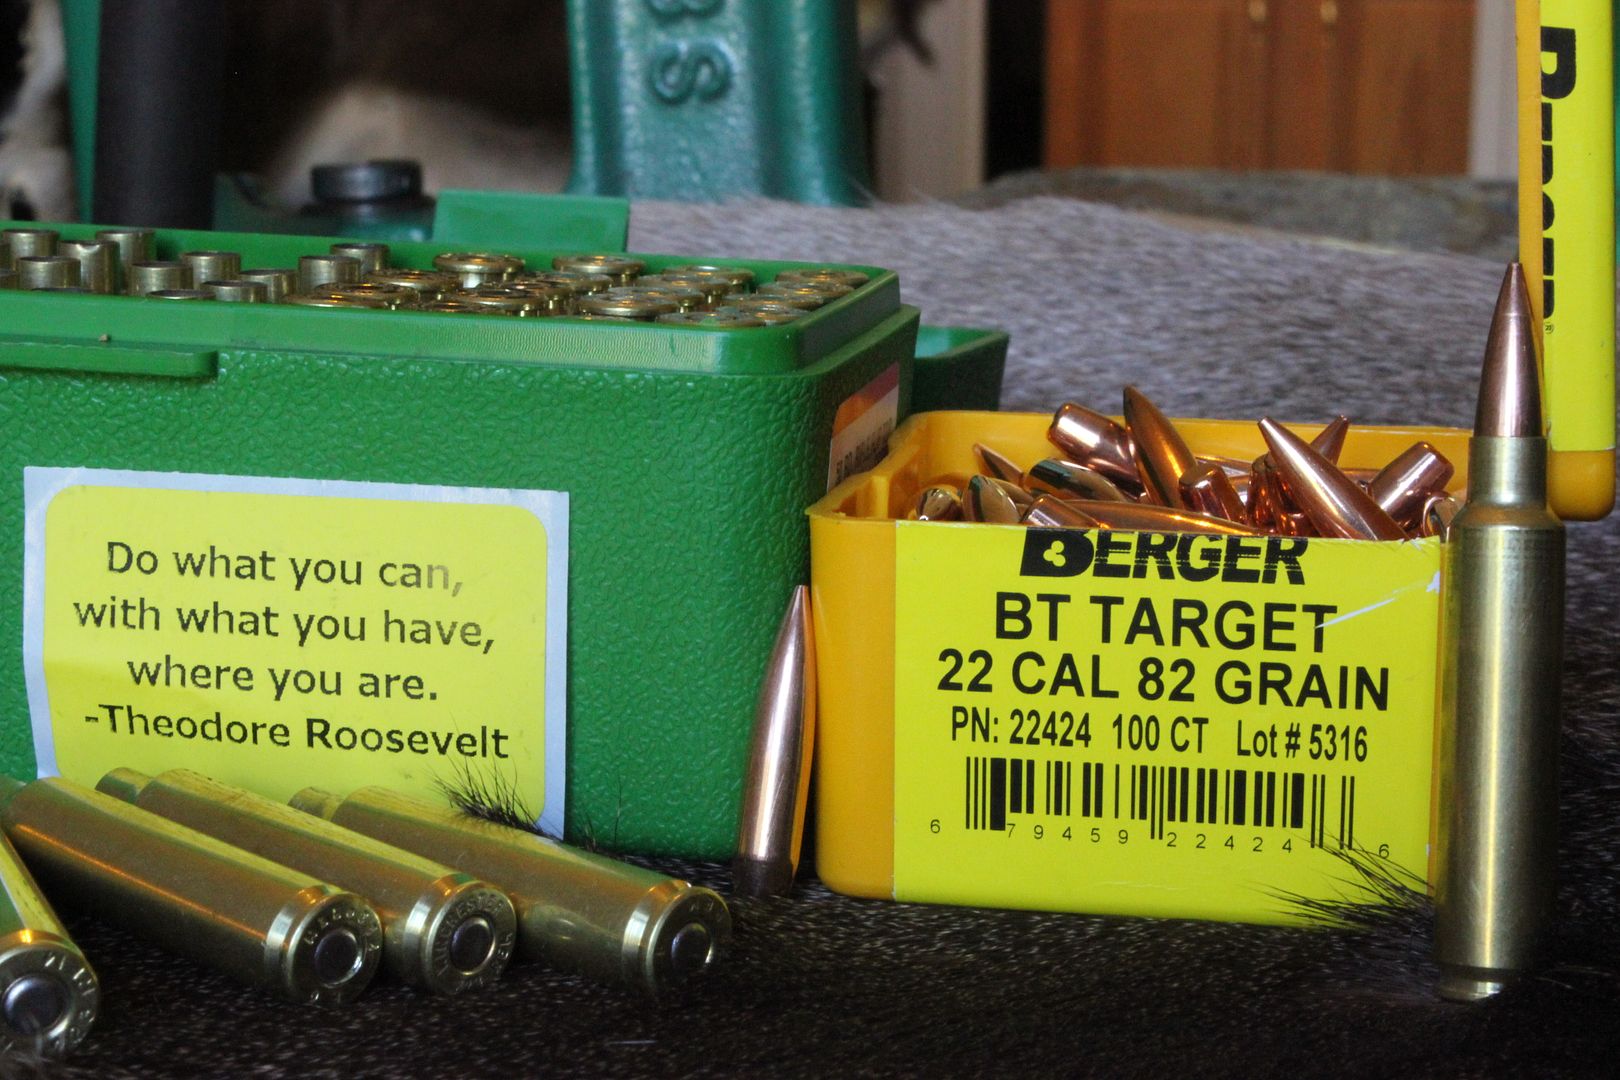 Do what you can,
with what you have,
where you are.
-Theodore Roosevelt
BERGER
BT TARGET
22 CAL 82 GRAIN
PN: 22424 100 CT Lot # 5316
6 79459 22424 6
BERGER